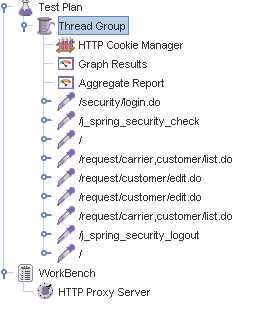 Test Plan
Thread Group
HTTP Cookie Manager
Graph Results
Aggregate Report
/security/login.do
/j_spring_security_check
/
/request/carrier,customer/list.do
/request/customer/edit.do
/request/customer/edit.do
/request/carrier,customer/list.do
/j_spring_security_logout
/
WorkBench
HTTP Proxy Server